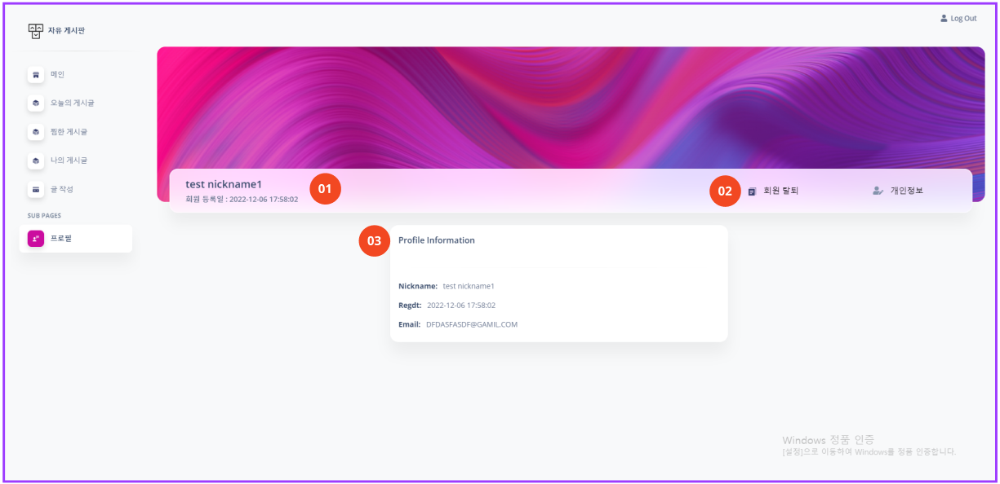 Log Out
자유 게시판
메인
오늘의 게시글
찜한 게시글
나의 게시글
글 작성
SUB PAGES
프로필
test nickname1
회원 등록일 : 2022-12-06 17:58:02
01
02
회원 탈퇴
개인정보
03
Profile Information
Nickname: test nickname1
Regdt: 2022-12-06 17:58:02
Email: DFDASFASDF@GAMIL.COM
Windows 정품 인증
[설정]으로 이동하여 Windows를 정품 인증합니다.